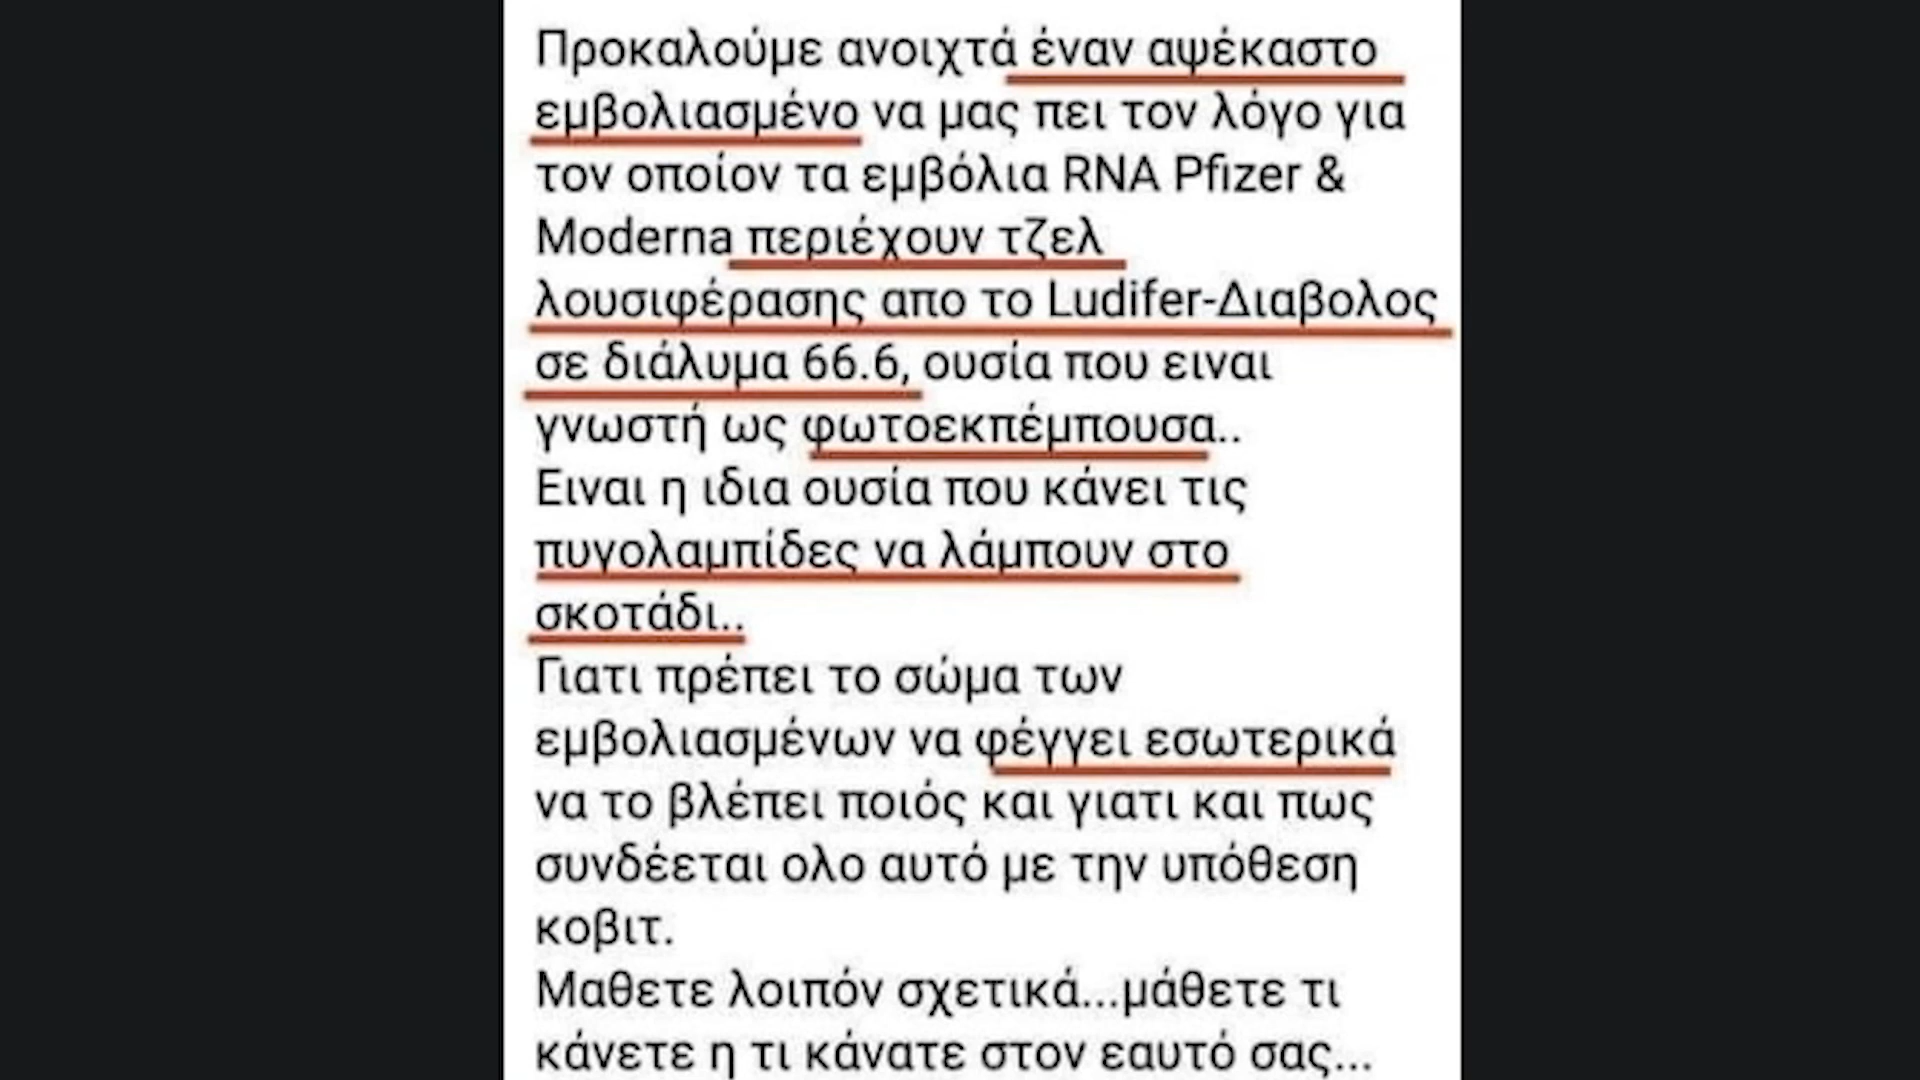 Προκαλούμε ανοιχτά έναν αψέκαστο
εμβολιασμένο να μας πει τον λόγο για
τον οποίον τα εμβόλια RNA Pfizer &
Moderna περιέχουν τζελ
λουσιφέρασης απο το Ludifer-Διαβολος
σε διάλυμα 66.6, ουσία που ειναι
γνωστή ως φωτοεκπέμπουσα..
Ειναι η ιδια ουσία που κάνει τις
πυγολαμπίδες να λάμπουν στο
σκοτάδι..
Γιατι πρέπει το σώμα των
εμβολιασμένων να φέγγει εσωτερικά
να το βλέπει ποιός και γιατι και πως
συνδέεται ολο αυτό με την υπόθεση
κοβιτ.
Μαθετε λοιπόν σχετικά...μάθετε τι
κάνετε η τι κάνατε στον εαυτό σας...